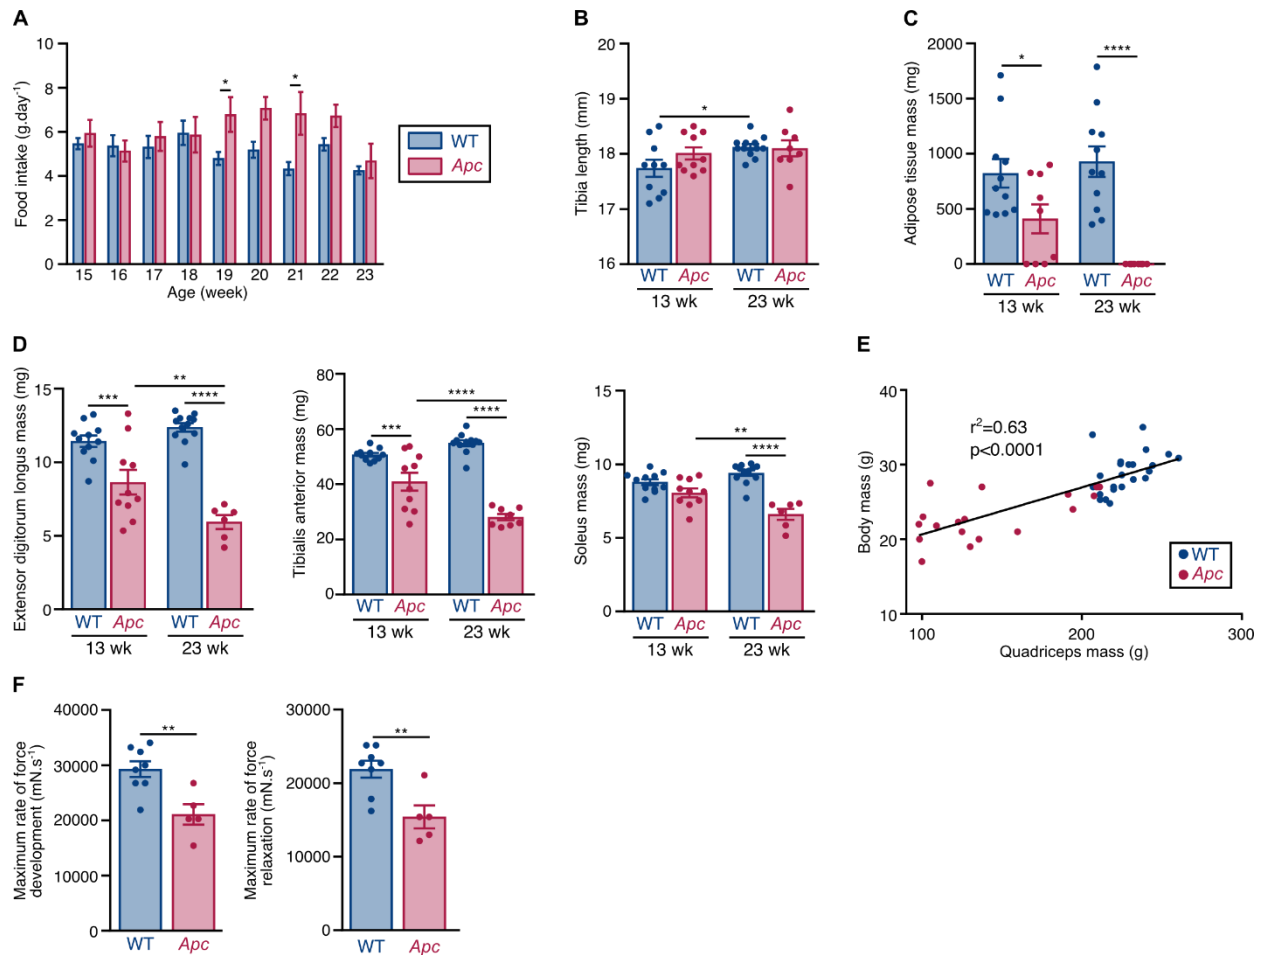 A
Food intake (g.day-1)
10
8
6
4
2
0
* *
15 16 17 18 19 20 21 22 23
Age (week)
WT
Apc
B
Tibia length (mm)
20
19
18
17
16
*
WT Apc WT Apc
13 wk 23 wk
C
Adipose tissue mass (mg)
2000
1500
1000
500
0
* ****
WT Apc WT Apc
13 wk 23 wk
D
Extensor digitorum longus mass (mg)
15
10
5
0
**
*** ****
WT Apc WT Apc
13 wk 23 wk
Tibialis anterior mass (mg)
80
60
40
20
0
****
*** ****
WT Apc WT Apc
13 wk 23 wk
Soleus mass (mg)
15
10
5
0
**
****
WT Apc WT Apc
13 wk 23 wk
E
Body mass (g)
40
30
20
10
r2=0.63
p<0.0001
WT
Apc
100 200 300
Quadriceps mass (g)
F
Maximum rate of force
development (mN.s-1)
40000
30000
20000
10000
0
**
WT Apc
Maximum rate of force
relaxation (mN.s-1)
30000
20000
10000
0
**
WT Apc